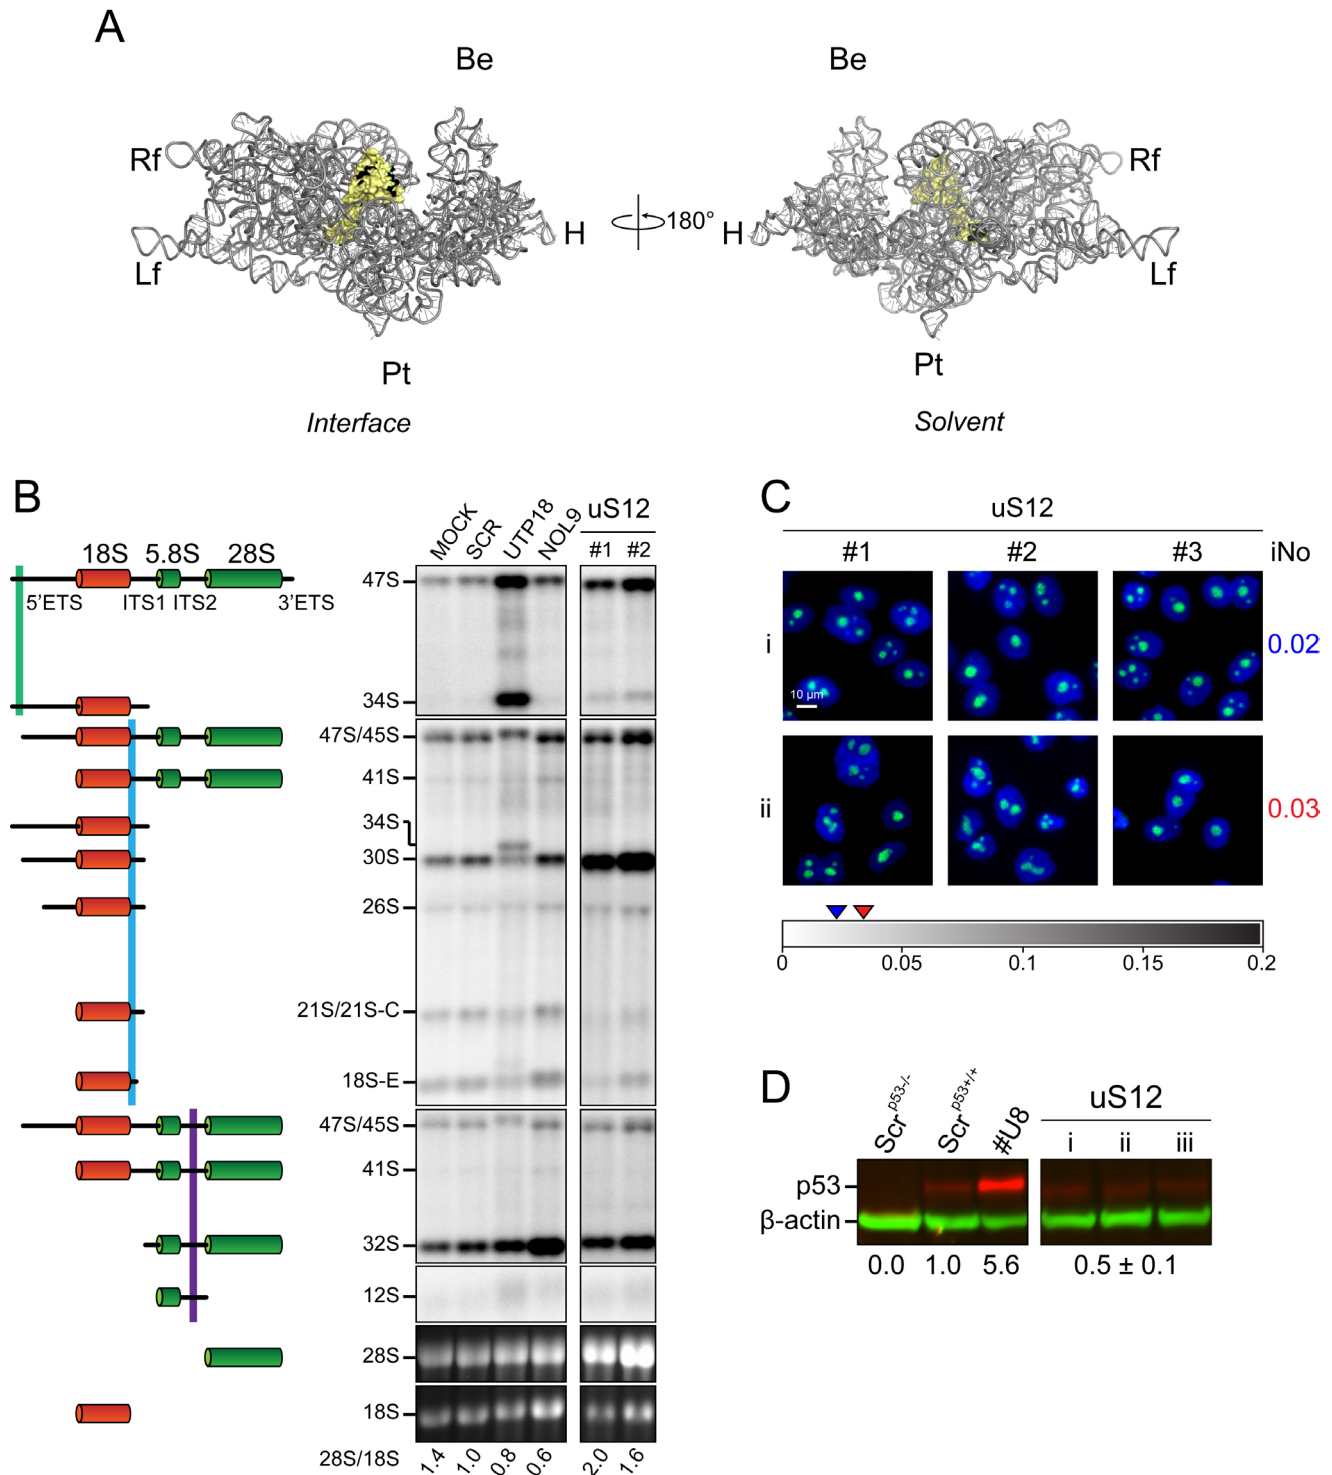 A
Be
Be
Rf
Rf
H
180°
H
Lf
Lf
Pt
Pt
Interface
Solvent
B
MOCK
SCR
UTP18
NOL9
uS12
#1
#2
18S
5.8S
28S
5'ETS
ITS1
ITS2
3'ETS
47S
34S
47S/45S
41S
34S
30S
26S
21S/21S-C
18S-E
47S/45S
41S
32S
12S
28S
18S
28S/18S
1.4
1.0
0.8
0.6
2.0
1.6
C
uS12
#1
#2
#3
iNo
i
0.02
10 µm
ii
0.03
0
0.05
0.1
0.15
0.2
D
Scr p53-/-
Scr p53+/+
#U8
uS12
i
ii
iii
p53
β-actin
0.0
1.0
5.6
0.5 ± 0.1